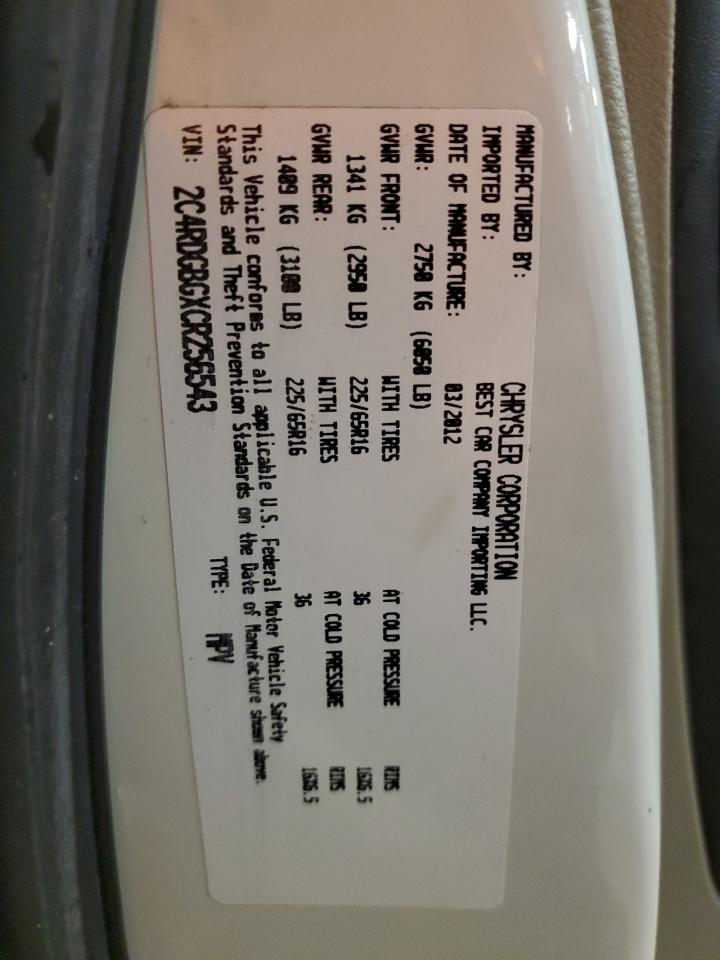 MANUFACTURED BY: CHRYSLER CORPORATION
IMPORTED BY: BEST CAR COMPANY IMPORTING LLC.
DATE OF MANUFACTURE: 03/2012
GVWR: 2750 KG (6050 LB)
GVWR FRONT: WITH TIRES AT COLD PRESSURE RIMS
1341 KG (2950 LB) 225/65R16 36 16X6.5
GVWR REAR: WITH TIRES AT COLD PRESSURE RIMS
1409 KG (3100 LB) 225/65R16 36 16X6.5
This Vehicle conforms to all applicable U.S. Federal Motor Vehicle Safety
Standards and Theft Prevention Standards on the Date of Manufacture shown above.
VIN: 2C4RDGBGXCR256543 TYPE: MPV